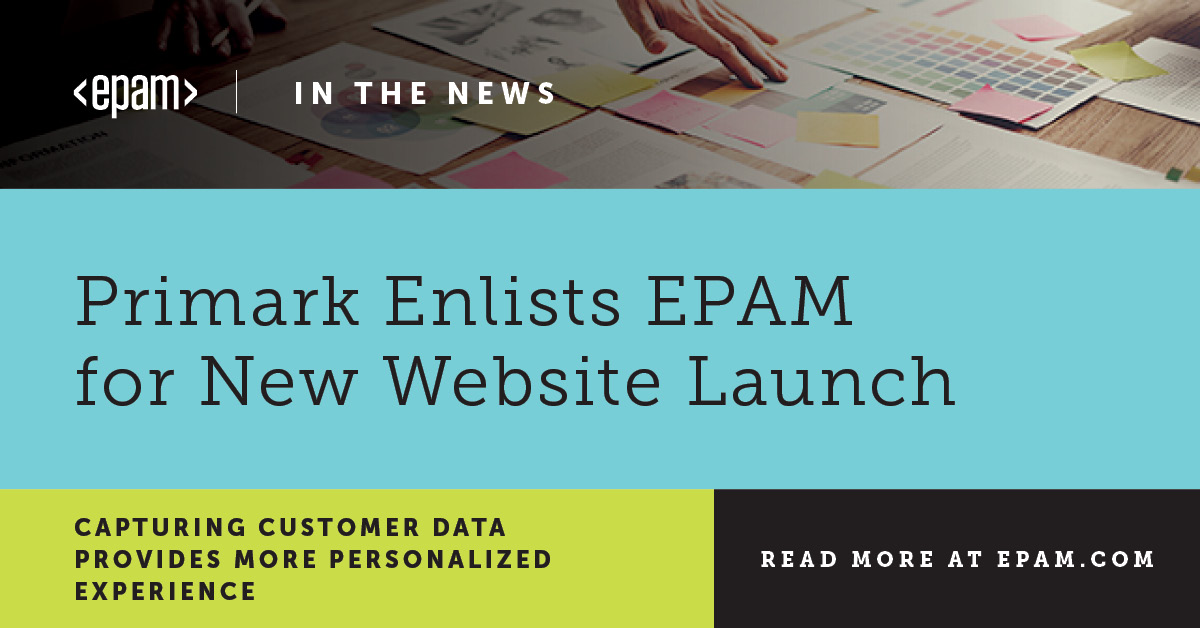 <epam> | IN THE NEWS
INFORMATION
Primark Enlists EPAM
for New Website Launch
CAPTURING CUSTOMER DATA
PROVIDES MORE PERSONALIZED
EXPERIENCE
READ MORE AT EPAM.COM